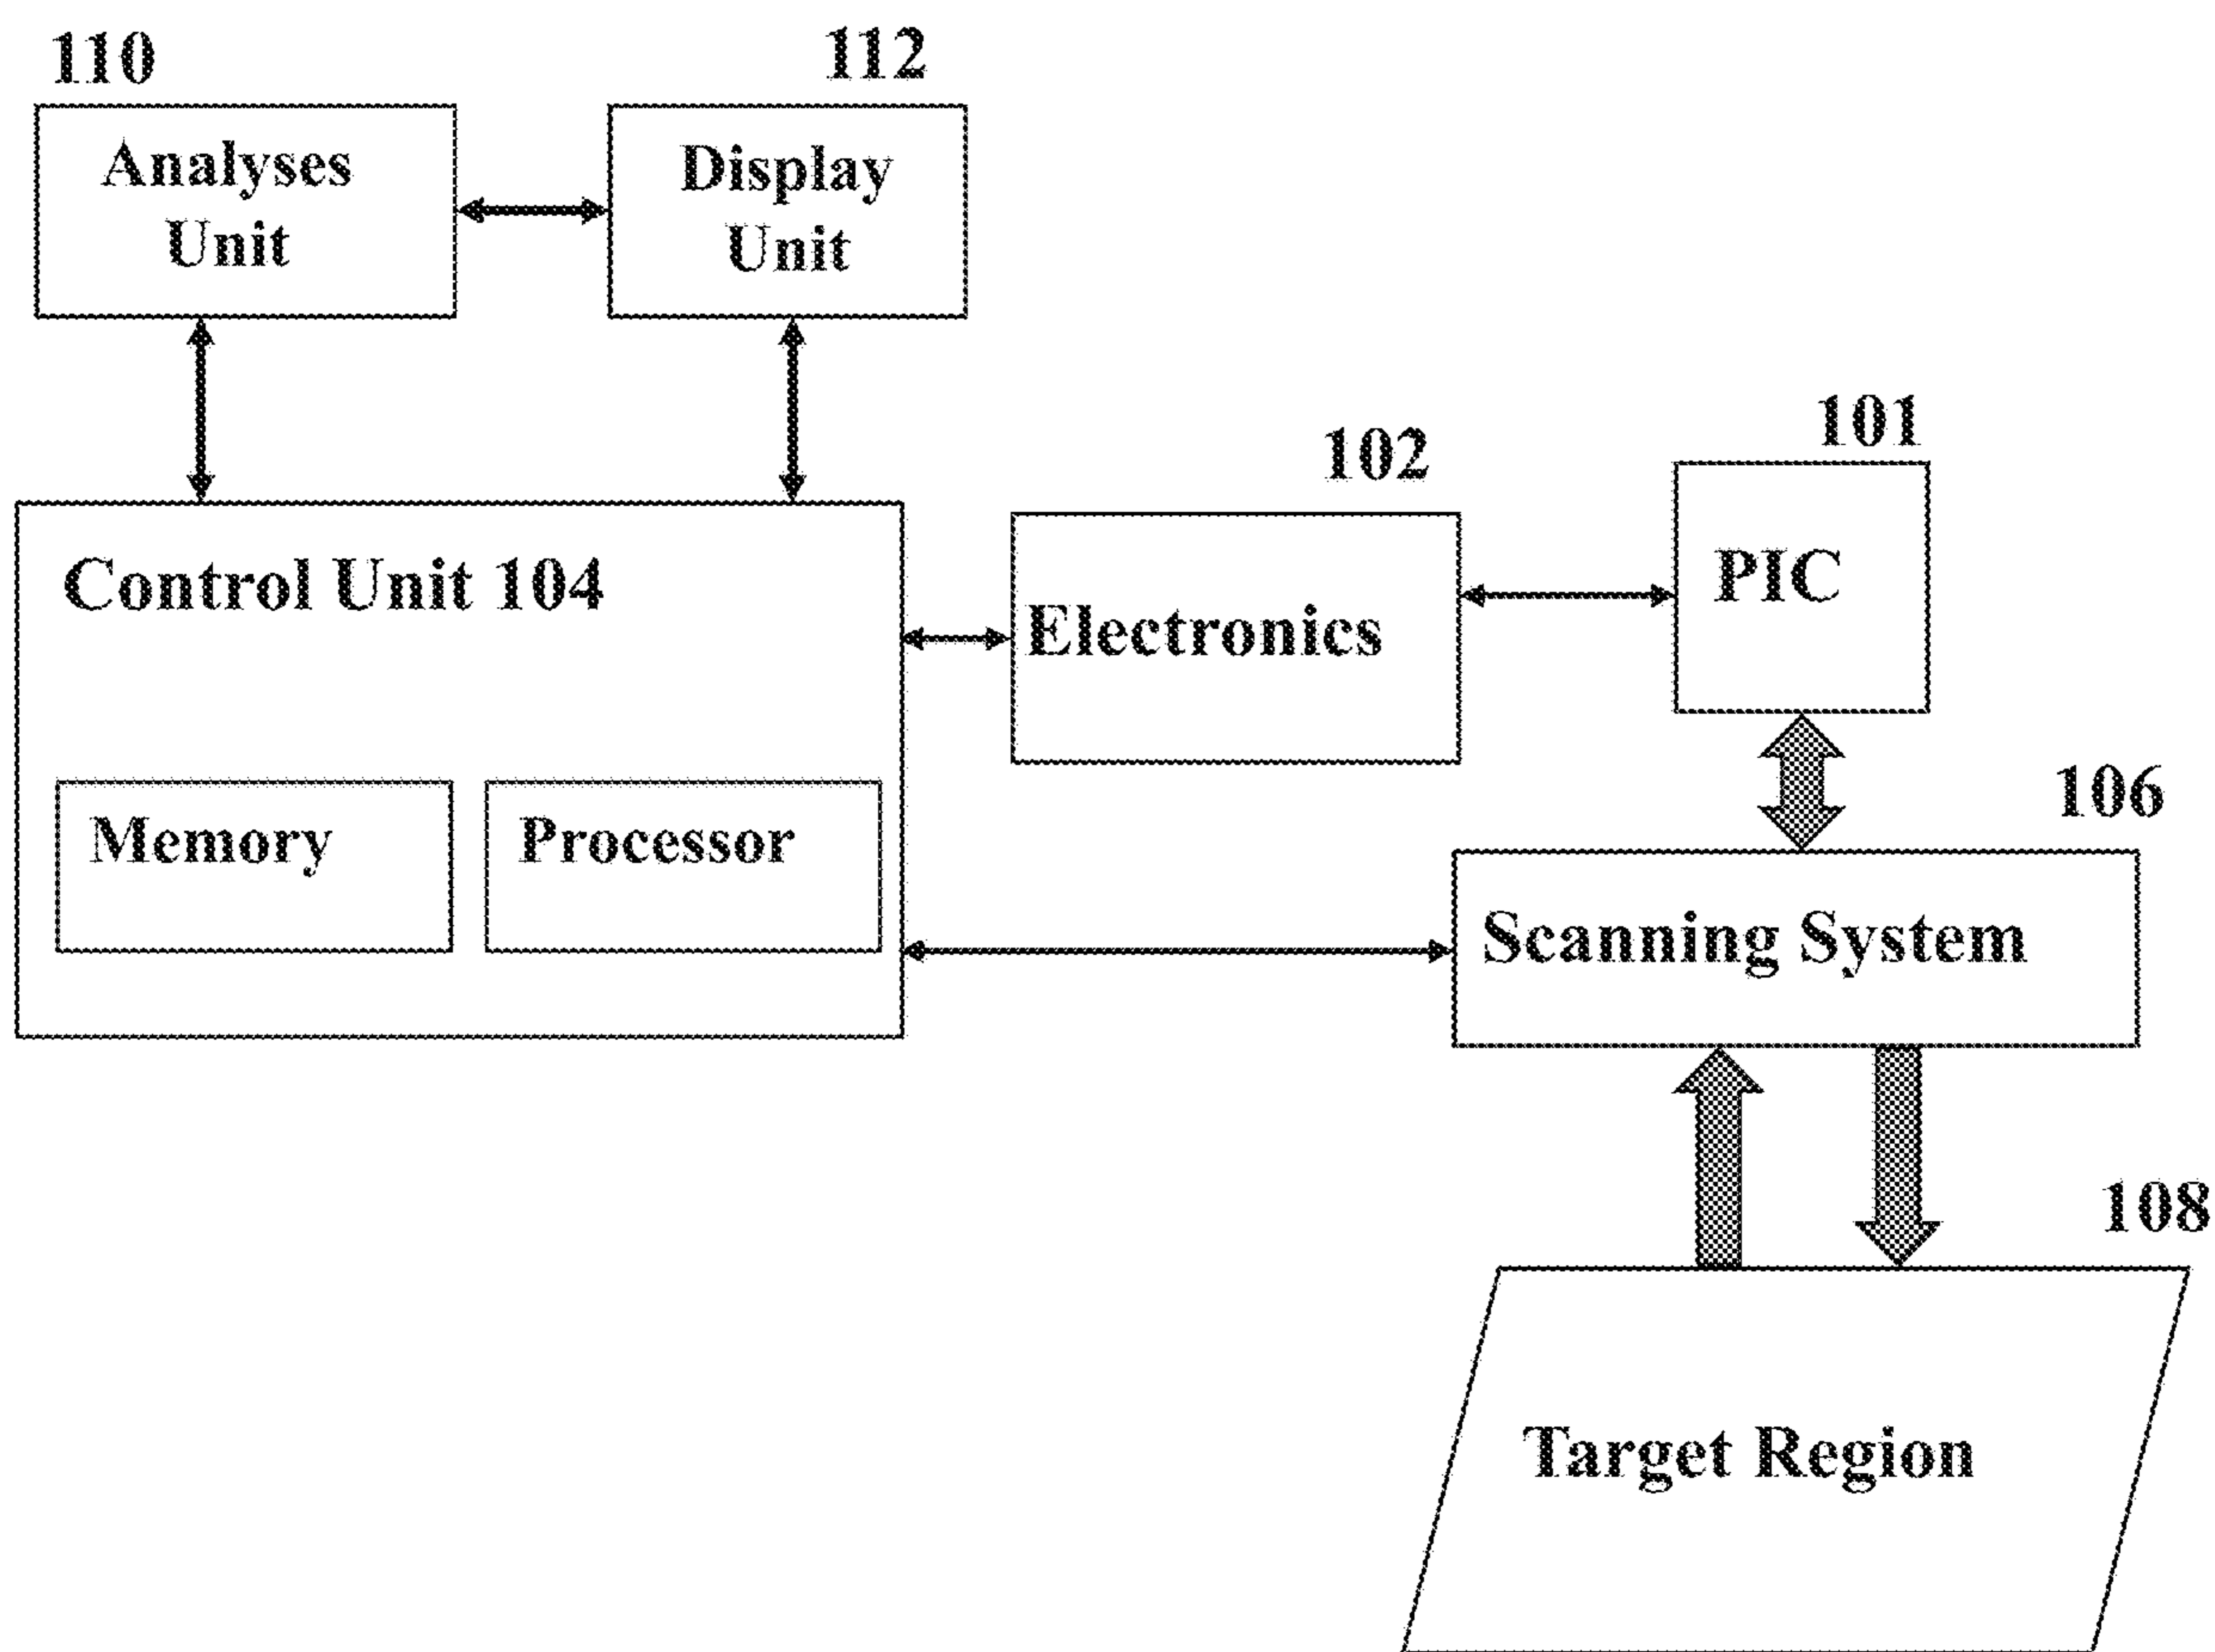 110
112
Analyses
Unit
Display
Unit
101
102
Control Unit 104
PIC
Electronics
106
Memory
Processor
Scanning System
108
Target Region